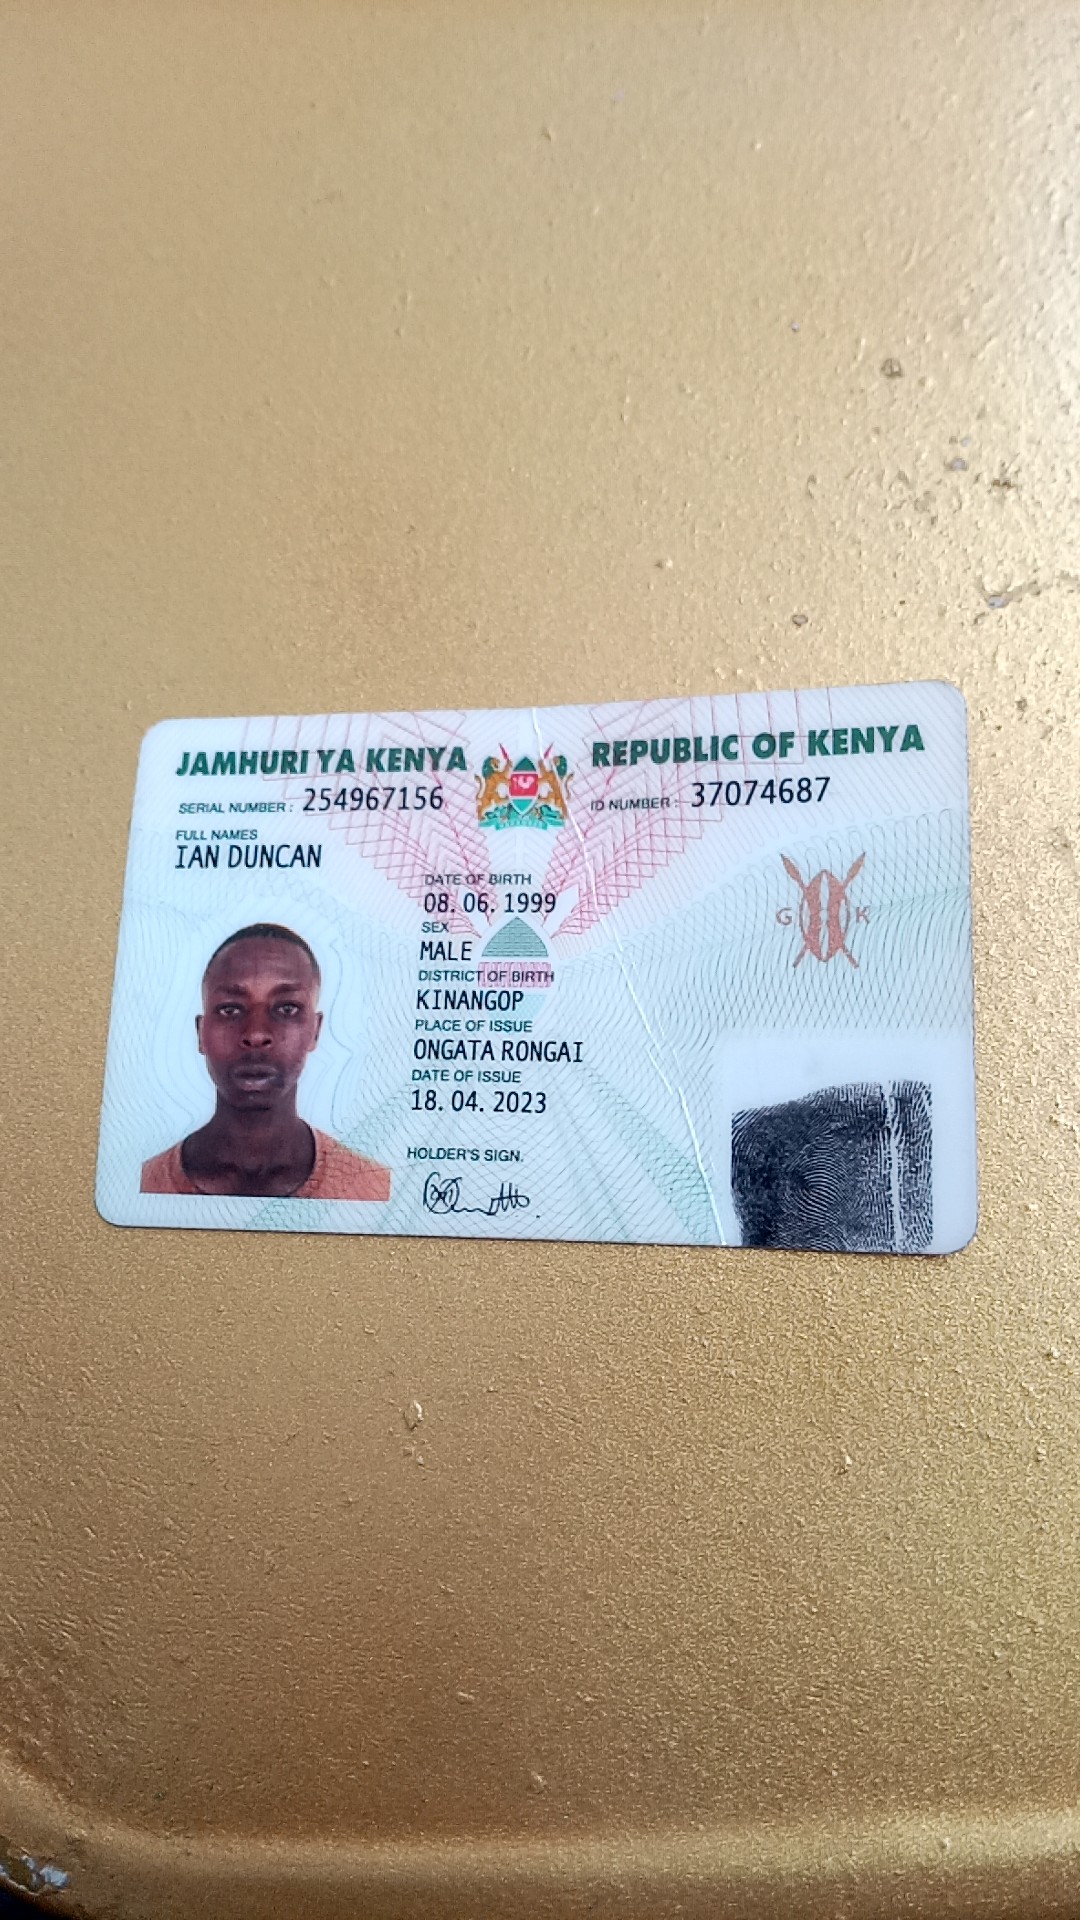 JAMHURI YA KENYA
REPUBLIC OF KENYA
SERIAL NUMBER: 254967156
ID NUMBER: 37074687
FULL NAMES
IAN DUNCAN
DATE OF BIRTH
08. 06. 1999
SEX
MALE
DISTRICT OF BIRTH
KINANGOP
PLACE OF ISSUE
ONGATA RONGAI
DATE OF ISSUE
18. 04. 2023
HOLDER'S SIGN.
G K